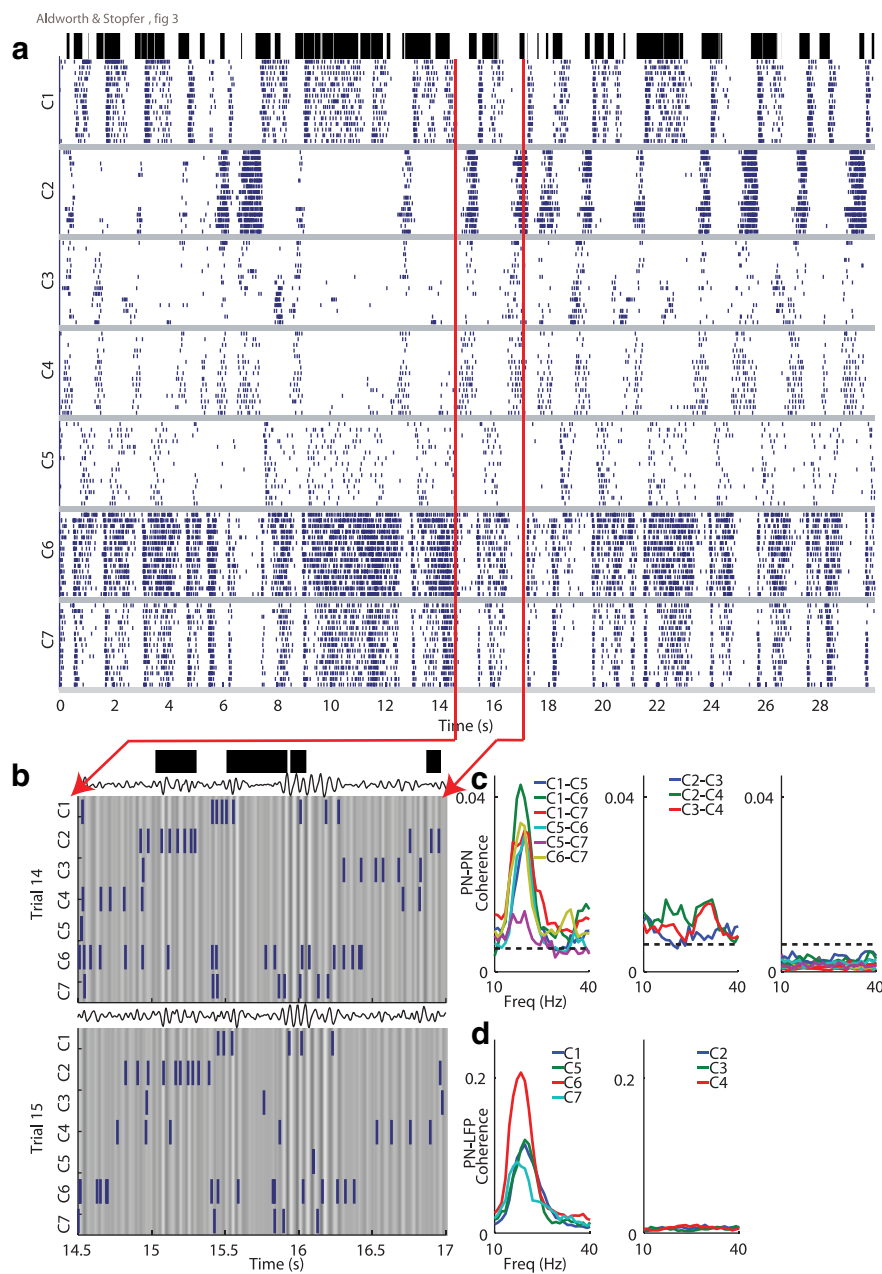 Aldworth & Stopfer , fig 3
a
C1
C2
C3
C4
C5
C6
C7
0 2 4 6 8 10 12 14 16 18 20 22 24 26 28
Time (s)
b
Trial 14
C1
C2
C3
C4
C5
C6
C7
Trial 15
C1
C2
C3
C4
C5
C6
C7
14.5 15 15.5 16 16.5 17
Time (s)
c
PN-PN
Coherence
0.04
0
C1-C5
C1-C6
C1-C7
C5-C6
C5-C7
C6-C7
10 40
Freq (Hz)
0.04
0
C2-C3
C2-C4
C3-C4
10 40
Freq (Hz)
0.04
0
10 40
d
PN-LFP
Coherence
0.2
0
C1
C5
C6
C7
10 40
0.2
0
C2
C3
C4
10 40